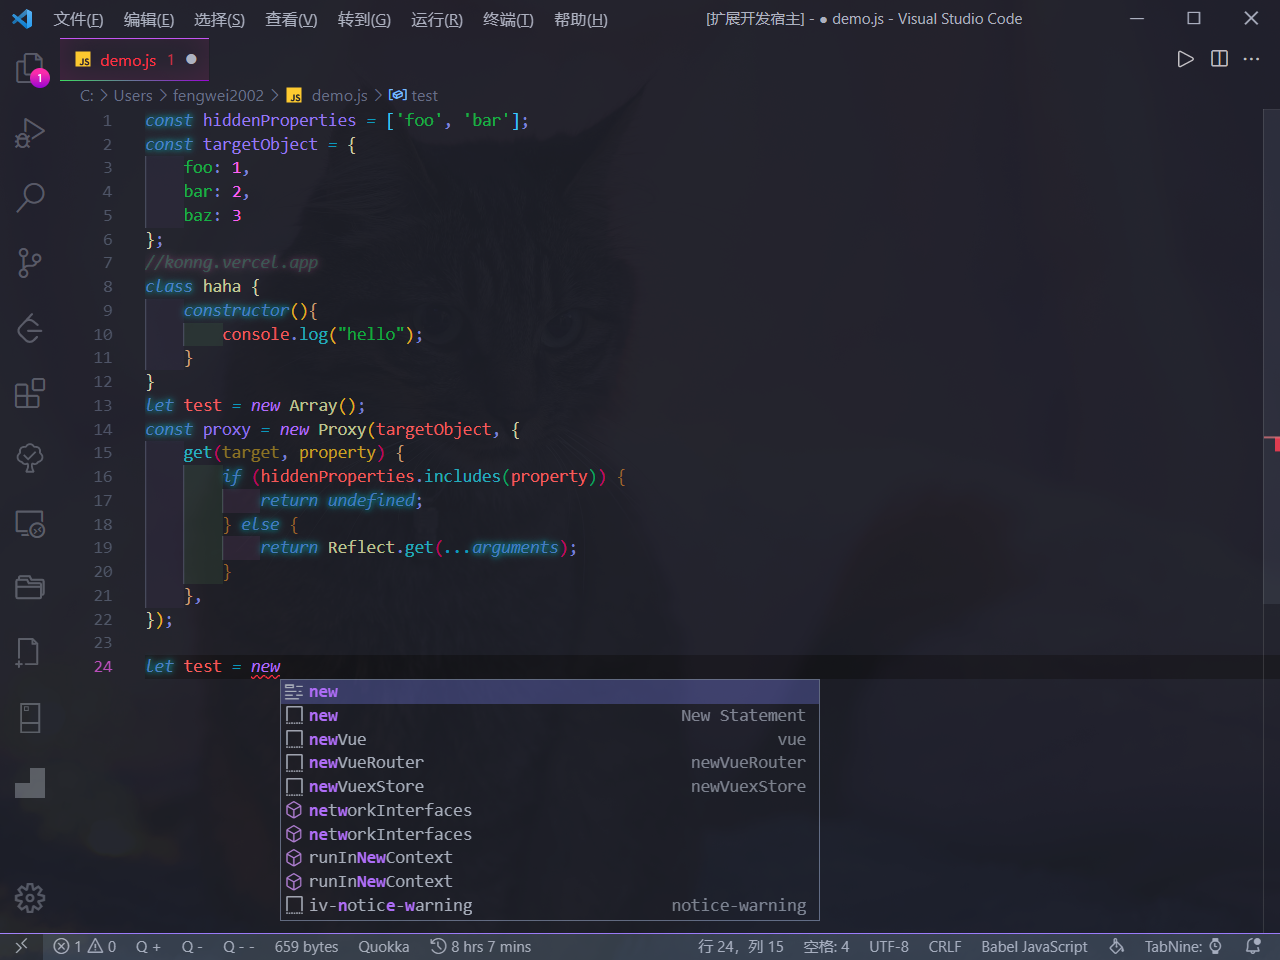 文件(F) 编辑(E) 选择(S) 查看(V) 转到(G) 运行(R) 终端(T) 帮助(H) [扩展开发宿主] - ● demo.js - Visual Studio Code
JS demo.js 1 ●
1
C: > Users > fengwei2002 > JS demo.js > test
1 const hiddenProperties = ['foo', 'bar'];
2 const targetObject = {
3 foo: 1,
4 bar: 2,
5 baz: 3
6 };
7 //konng.vercel.app
8 class haha {
9 constructor(){
10 console.log("hello");
11 }
12 }
13 let test = new Array();
14 const proxy = new Proxy(targetObject, {
15 get(target, property) {
16 if (hiddenProperties.includes(property)) {
17 return undefined;
18 } else {
19 return Reflect.get(...arguments);
20 }
21 },
22 });
23
24 let test = new
new
new New Statement
newVue vue
newVueRouter newVueRouter
newVuexStore newVuexStore
networkInterfaces
networkInterfaces
runInNewContext
runInNewContext
iv-notice-warning notice-warning
1 0 Q + Q - Q - - 659 bytes Quokka 8 hrs 7 mins 行 24，列 15 空格: 4 UTF-8 CRLF Babel JavaScript TabNine: